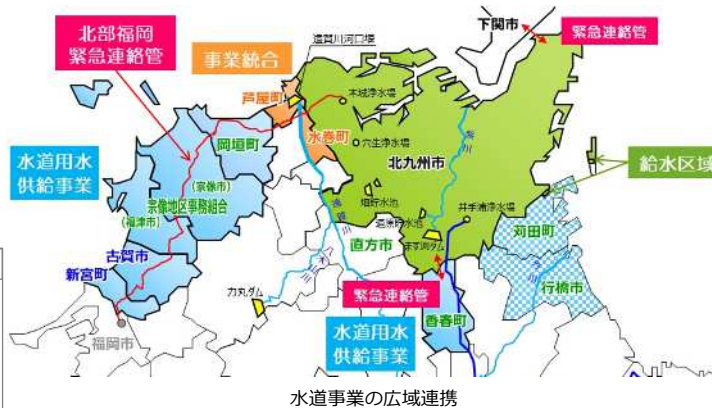 下関市
緊急連絡管
北部福岡
緊急連絡管
事業統合
遠賀川河口堰
芦屋町
本城浄水場
水巻町
岡垣町
穴生浄水場
北九州市
水道用水
供給事業
給水区域
(宗像市)
宗像地区事務組合
(福津市)
畑貯水池
井手浦浄水場
直方市
ます渕ダム
苅田町
古賀市
新宮町
力丸ダム
緊急連絡管
行橋市
福岡市
水道用水
供給事業
香春町
水道事業の広域連携